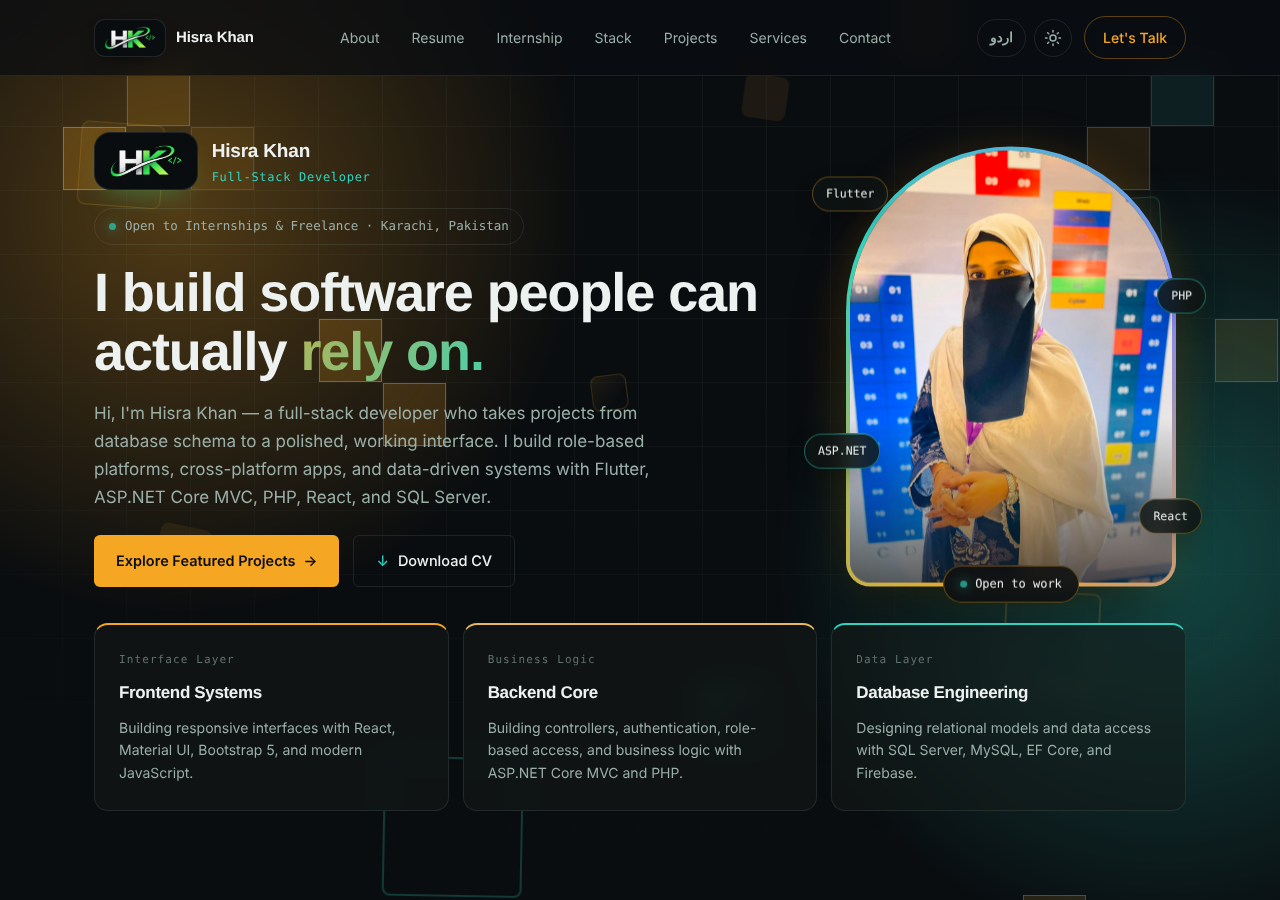 HK </>
Hisra Khan
About
Resume
Internship
Stack
Projects
Services
Contact
اردو
Let's Talk
HK </>
Hisra Khan
Full-Stack Developer
Open to Internships & Freelance · Karachi, Pakistan
I build software people can
actually rely on.
Hi, I'm Hisra Khan — a full-stack developer who takes projects from
database schema to a polished, working interface. I build role-based
platforms, cross-platform apps, and data-driven systems with Flutter,
ASP.NET Core MVC, PHP, React, and SQL Server.
Explore Featured Projects →
↓ Download CV
Flutter
PHP
ASP.NET
React
Open to work
Interface Layer
Frontend Systems
Building responsive interfaces with React,
Material UI, Bootstrap 5, and modern
JavaScript.
Business Logic
Backend Core
Building controllers, authentication, role-
based access, and business logic with
ASP.NET Core MVC and PHP.
Data Layer
Database Engineering
Designing relational models and data access
with SQL Server, MySQL, EF Core, and
Firebase.